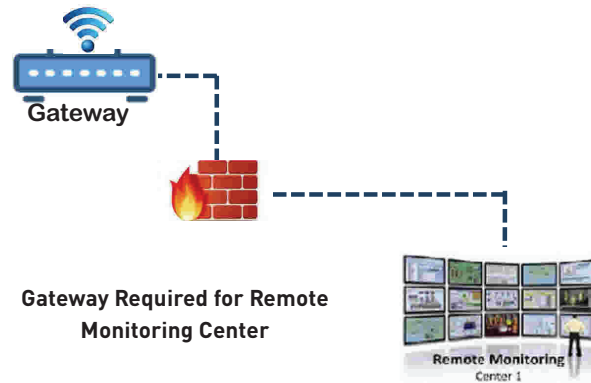 Gateway
Gateway Required for Remote
Monitoring Center
Remote Monitoring
Center 1